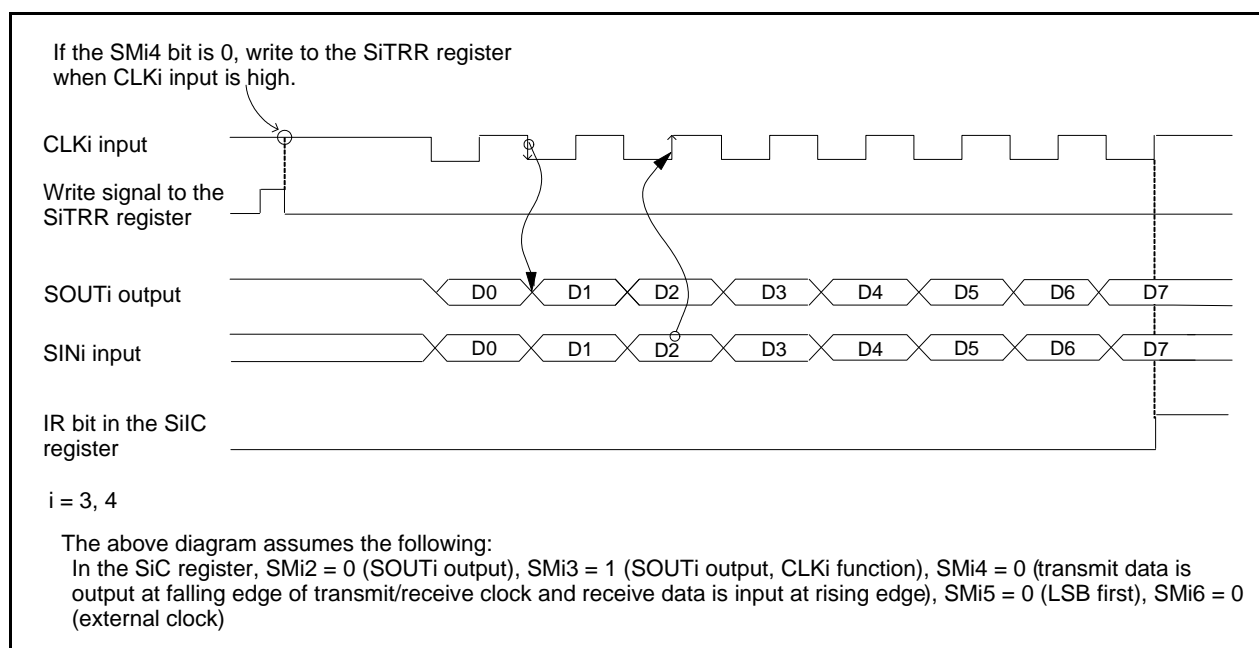 If the SMi4 bit is 0, write to the SiTRR register
when CLKi input is high.
CLKi input
Write signal to the
SiTRR register
SOUTi output
D0 D1 D2 D3 D4 D5 D6 D7
SINi input
D0 D1 D2 D3 D4 D5 D6 D7
IR bit in the SiIC
register
i = 3, 4
The above diagram assumes the following:
In the SiC register, SMi2 = 0 (SOUTi output), SMi3 = 1 (SOUTi output, CLKi function), SMi4 = 0 (transmit data is
output at falling edge of transmit/receive clock and receive data is input at rising edge), SMi5 = 0 (LSB first), SMi6 = 0
(external clock)